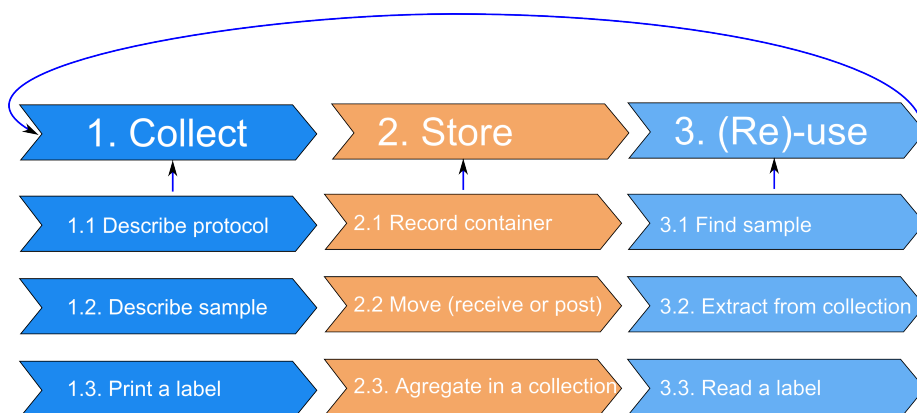 1. Collect
2. Store
3. (Re)-use
1.1 Describe protocol
2.1 Record container
3.1 Find sample
1.2. Describe sample
2.2 Move (receive or post)
3.2. Extract from collection
1.3. Print a label
2.3. Agregate in a collection
3.3. Read a label